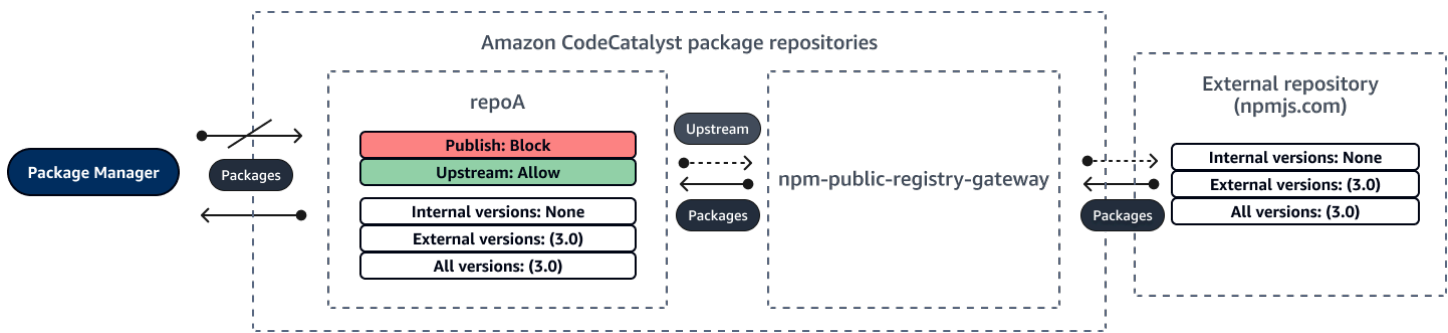 Amazon CodeCatalyst package repositories
Package Manager
Packages
repoA
Publish: Block
Upstream: Allow
Internal versions: None
External versions: (3.0)
All versions: (3.0)
Upstream
Packages
npm-public-registry-gateway
Packages
External repository
(npmjs.com)
Internal versions: None
External versions: (3.0)
All versions: (3.0)